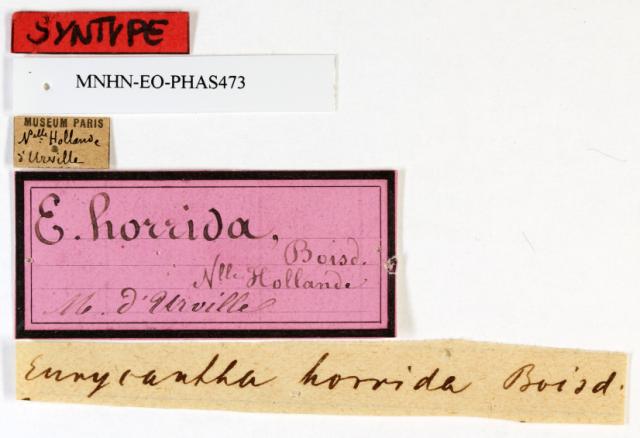 SYNTYPE
MNHN-EO-PHAS473
MUSEUM PARIS
Nlle Hollande
d'Urville
E. horrida,
Boisd.
Nlle Hollande
M. d'Urville
Eurycantha horrida Boisd.